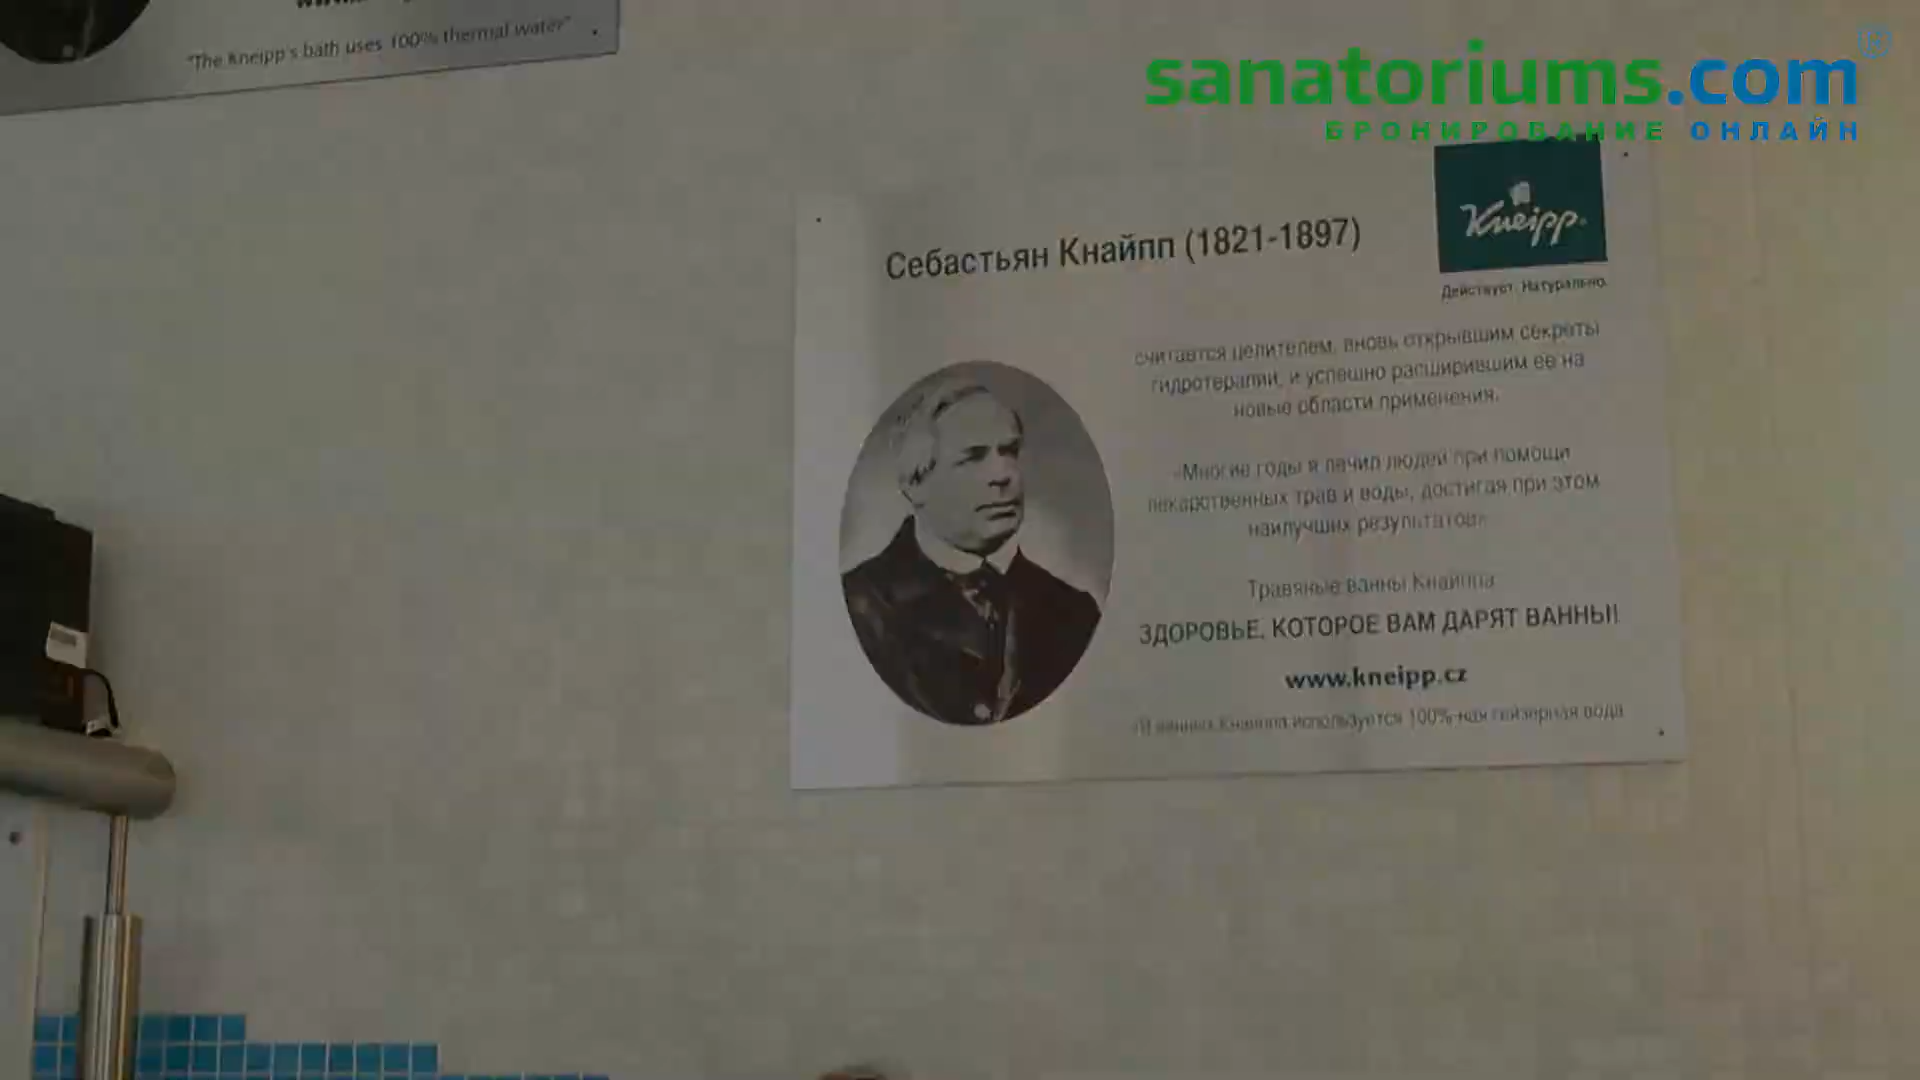 "The Kneipp's bath uses 100% thermal water"
sanatoriums.com®
БРОНИРОВАНИЕ ОНЛАЙН
Kneipp®
Действует. Натурально.
Себастьян Кнайпп (1821-1897)
считается целителем, вновь открывшим секреты
гидротерапии, и успешно расширившим ее на
новые области применения.
«Многие годы я лечил людей при помощи
лекарственных трав и воды, достигая при этом
наилучших результатов»
Травяные ванны Кнайппа
ЗДОРОВЬЕ, КОТОРОЕ ВАМ ДАРЯТ ВАННЫ!
www.kneipp.cz
ваннах Кнайппа используется 100%-ная гейзерная вода